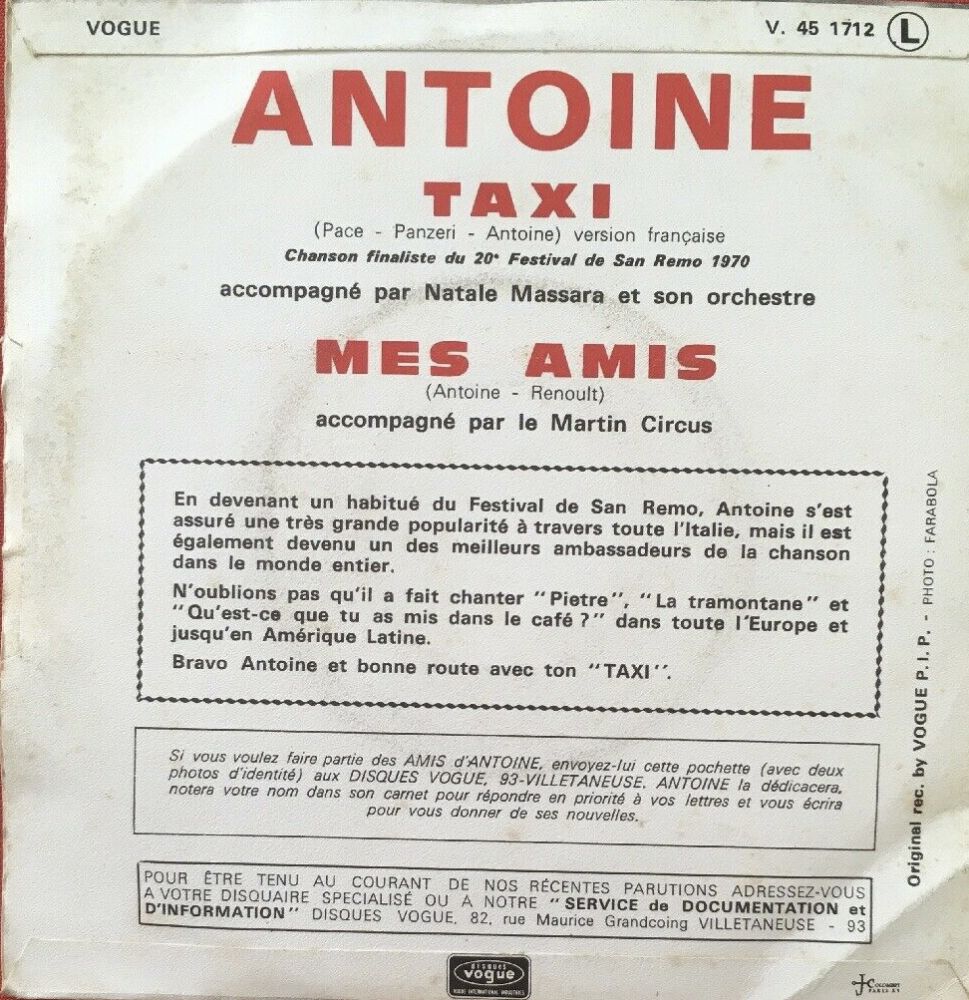 VOGUE
V. 45 1712 L
ANTOINE
TAXI
(Pace - Panzeri - Antoine) version française
Chanson finaliste du 20e Festival de San Remo 1970
accompagné par Natale Massara et son orchestre
MES AMIS
(Antoine - Renoult)
accompagné par le Martin Circus
En devenant un habitué du Festival de San Remo, Antoine s'est
assuré une très grande popularité à travers toute l'Italie, mais il est
également devenu un des meilleurs ambassadeurs de la chanson
dans le monde entier.
N'oublions pas qu'il a fait chanter "Pietre", "La tramontane" et
"Qu'est-ce que tu as mis dans le café ?" dans toute l'Europe et
jusqu'en Amérique Latine.
Bravo Antoine et bonne route avec ton "TAXI".
Si vous voulez faire partie des AMIS d'ANTOINE, envoyez-lui cette pochette (avec deux
photos d'identité) aux DISQUES VOGUE, 93-VILLETANEUSE. ANTOINE la dédicacera,
notera votre nom dans son carnet pour répondre en priorité à vos lettres et vous écrira
pour vous donner de ses nouvelles.
POUR ÊTRE TENU AU COURANT DE NOS RÉCENTES PARUTIONS ADRESSEZ-VOUS
A VOTRE DISQUAIRE SPECIALISÉ OU A NOTRE "SERVICE de DOCUMENTATION et
D'INFORMATION" DISQUES VOGUE, 82, rue Maurice Grandcoing VILLETANEUSE - 93
Original rec. by VOGUE P.I.P. - PHOTO : FARABOLA
DISQUES
vogue
VOGUE INTERNATIONAL INDUSTRIES